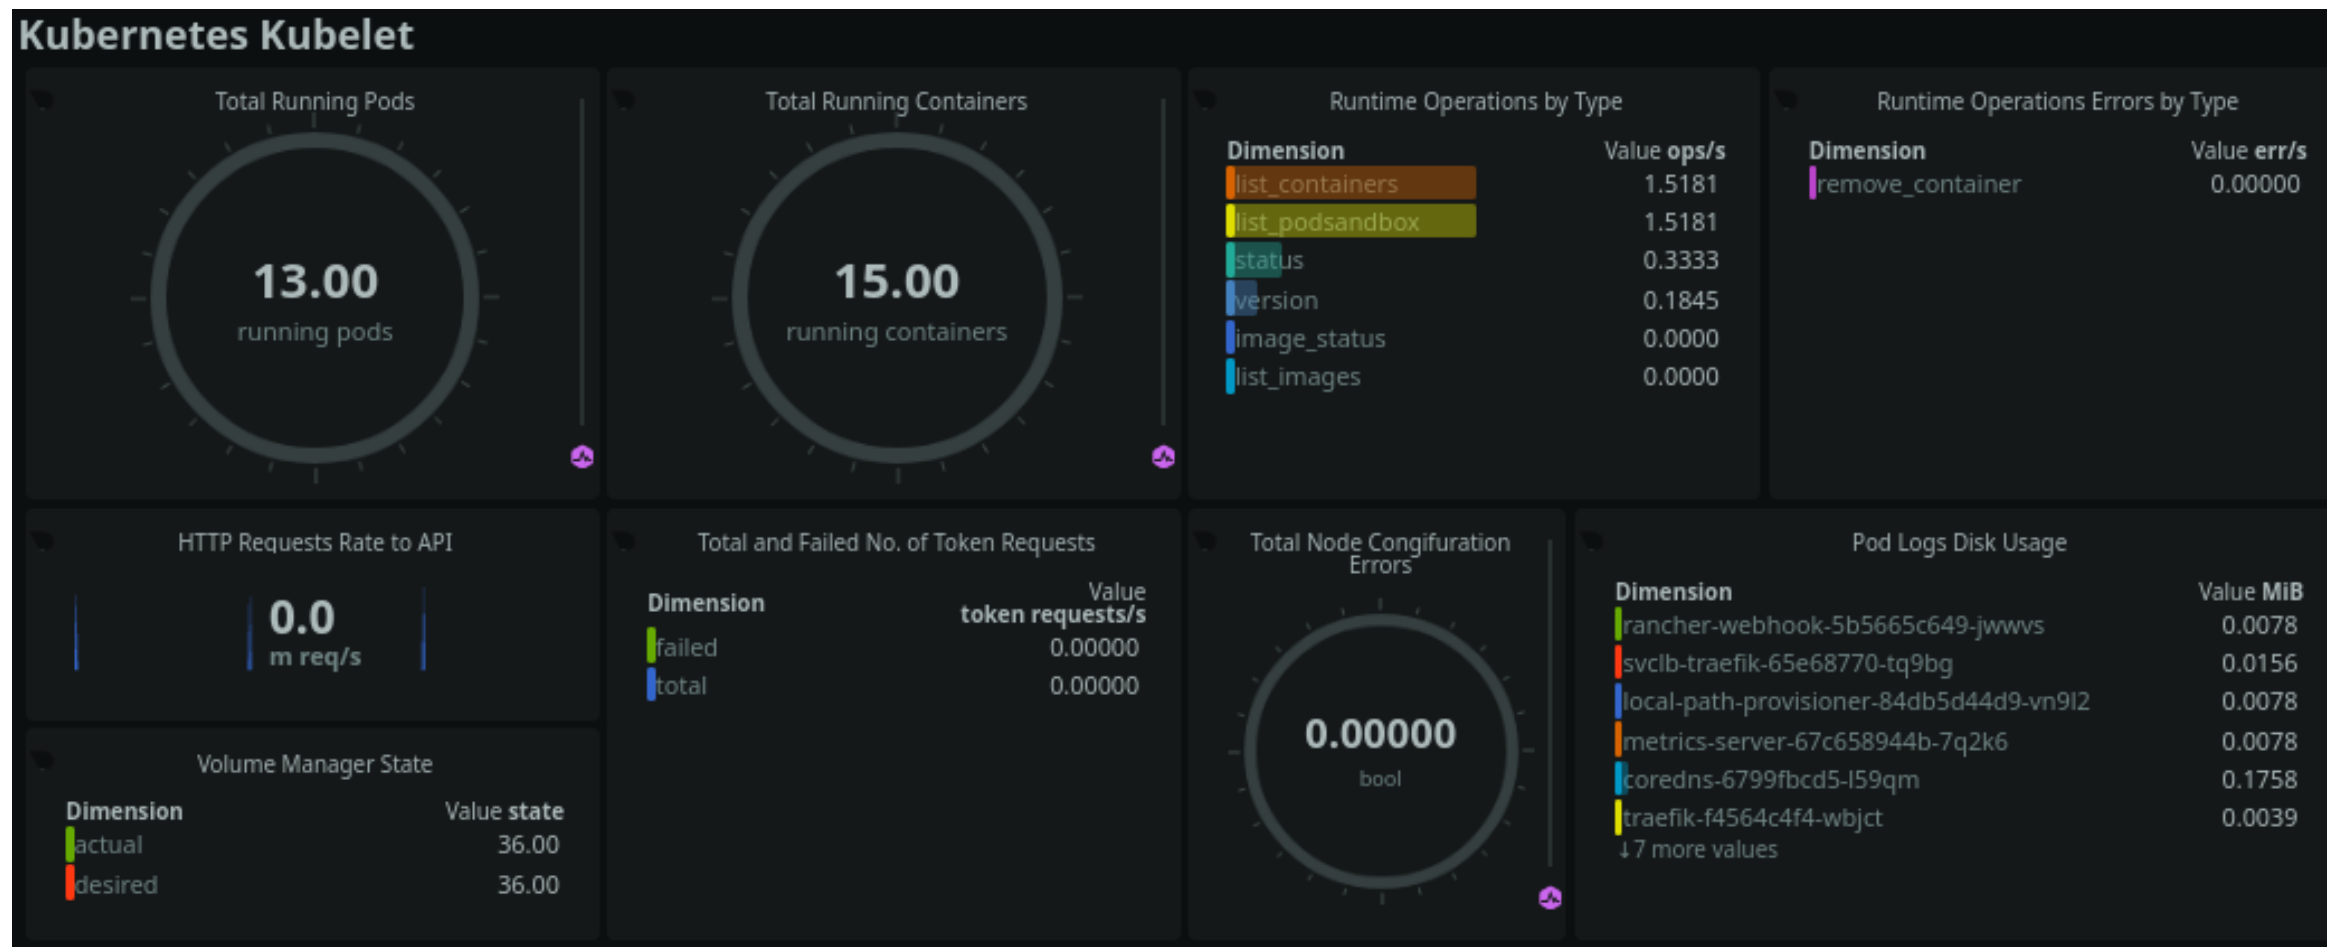 Kubernetes Kubelet
Total Running Pods
13.00
running pods
Total Running Containers
15.00
running containers
Runtime Operations by Type
Dimension Value ops/s
list_containers 1.5181
list_podsandbox 1.5181
status 0.3333
version 0.1845
image_status 0.0000
list_images 0.0000
Runtime Operations Errors by Type
Dimension Value err/s
remove_container 0.00000
HTTP Requests Rate to API
0.0
m req/s
Volume Manager State
Dimension Value state
actual 36.00
desired 36.00
Total and Failed No. of Token Requests
Dimension Value
token requests/s
failed 0.00000
total 0.00000
Total Node Congifuration
Errors
0.00000
bool
Pod Logs Disk Usage
Dimension Value MiB
rancher-webhook-5b5665c649-jwwvs 0.0078
svclb-traefik-65e68770-tq9bg 0.0156
local-path-provisioner-84db5d44d9-vn9l2 0.0078
metrics-server-67c658944b-7q2k6 0.0078
coredns-6799fbcd5-l59qm 0.1758
traefik-f4564c4f4-wbjct 0.0039
↓7 more values